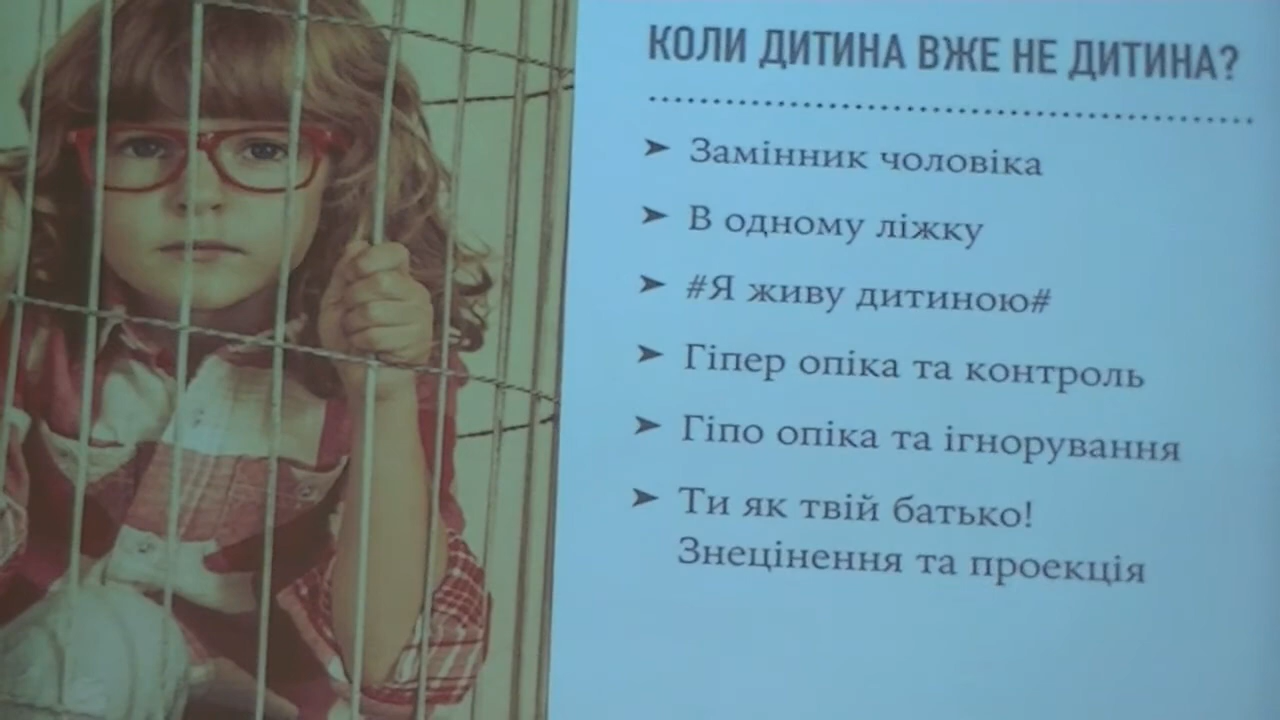 КОЛИ ДИТИНА ВЖЕ НЕ ДИТИНА?
➤ Замінник чоловіка
➤ В одному ліжку
➤ #Я живу дитиною#
➤ Гіпер опіка та контроль
➤ Гіпо опіка та ігнорування
➤ Ти як твій батько!
Знецінення та проекція